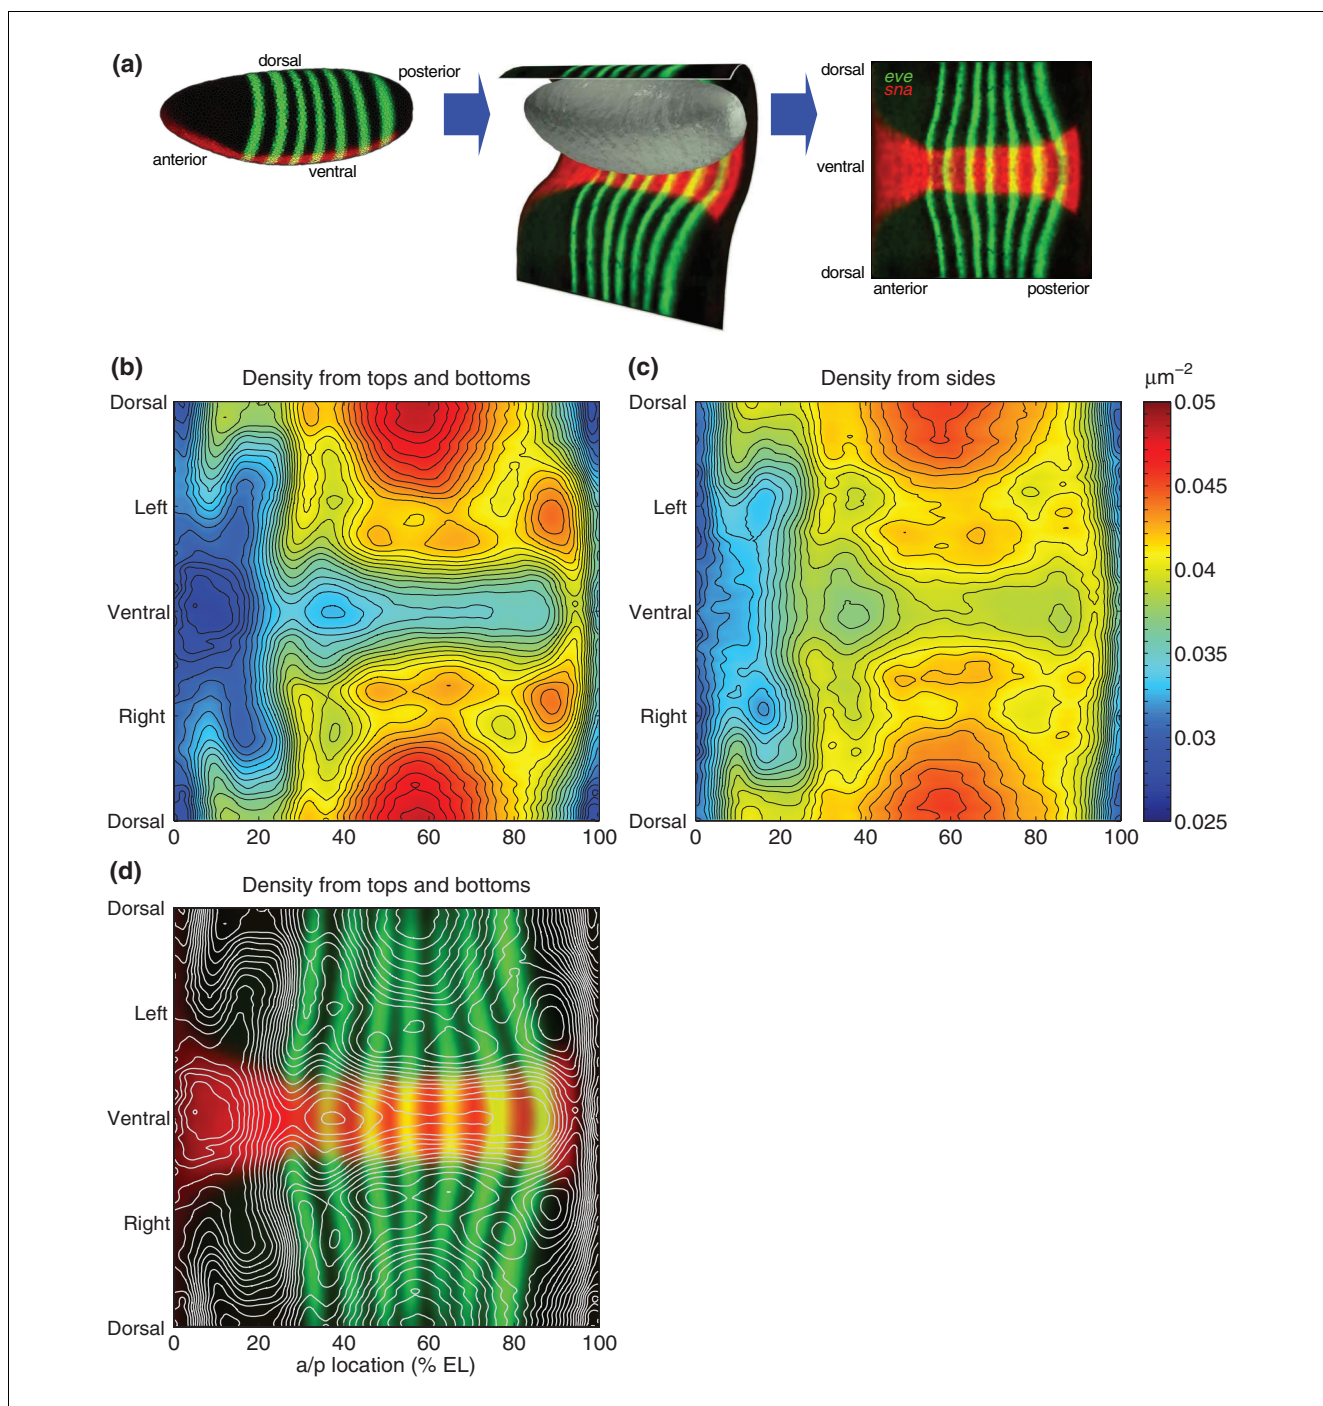 (a)
dorsal
posterior
anterior
ventral
dorsal
eve
sna
ventral
dorsal
anterior
posterior
(b)
Density from tops and bottoms
Dorsal
Left
Ventral
Right
Dorsal
0 20 40 60 80 100
(c)
Density from sides
Dorsal
Left
Ventral
Right
Dorsal
0 20 40 60 80 100
μm⁻²
0.05
0.045
0.04
0.035
0.03
0.025
(d)
Density from tops and bottoms
Dorsal
Left
Ventral
Right
Dorsal
0 20 40 60 80 100
a/p location (% EL)